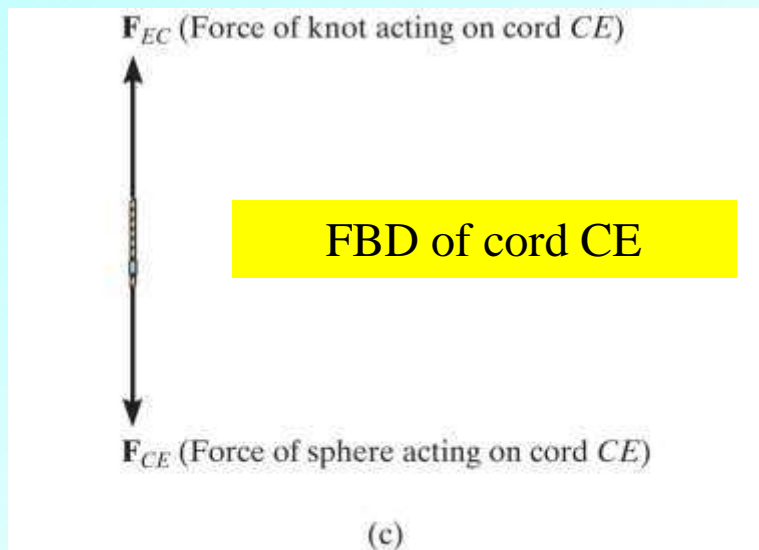 F_EC (Force of knot acting on cord CE)
FBD of cord CE
F_CE (Force of sphere acting on cord CE)
(c)